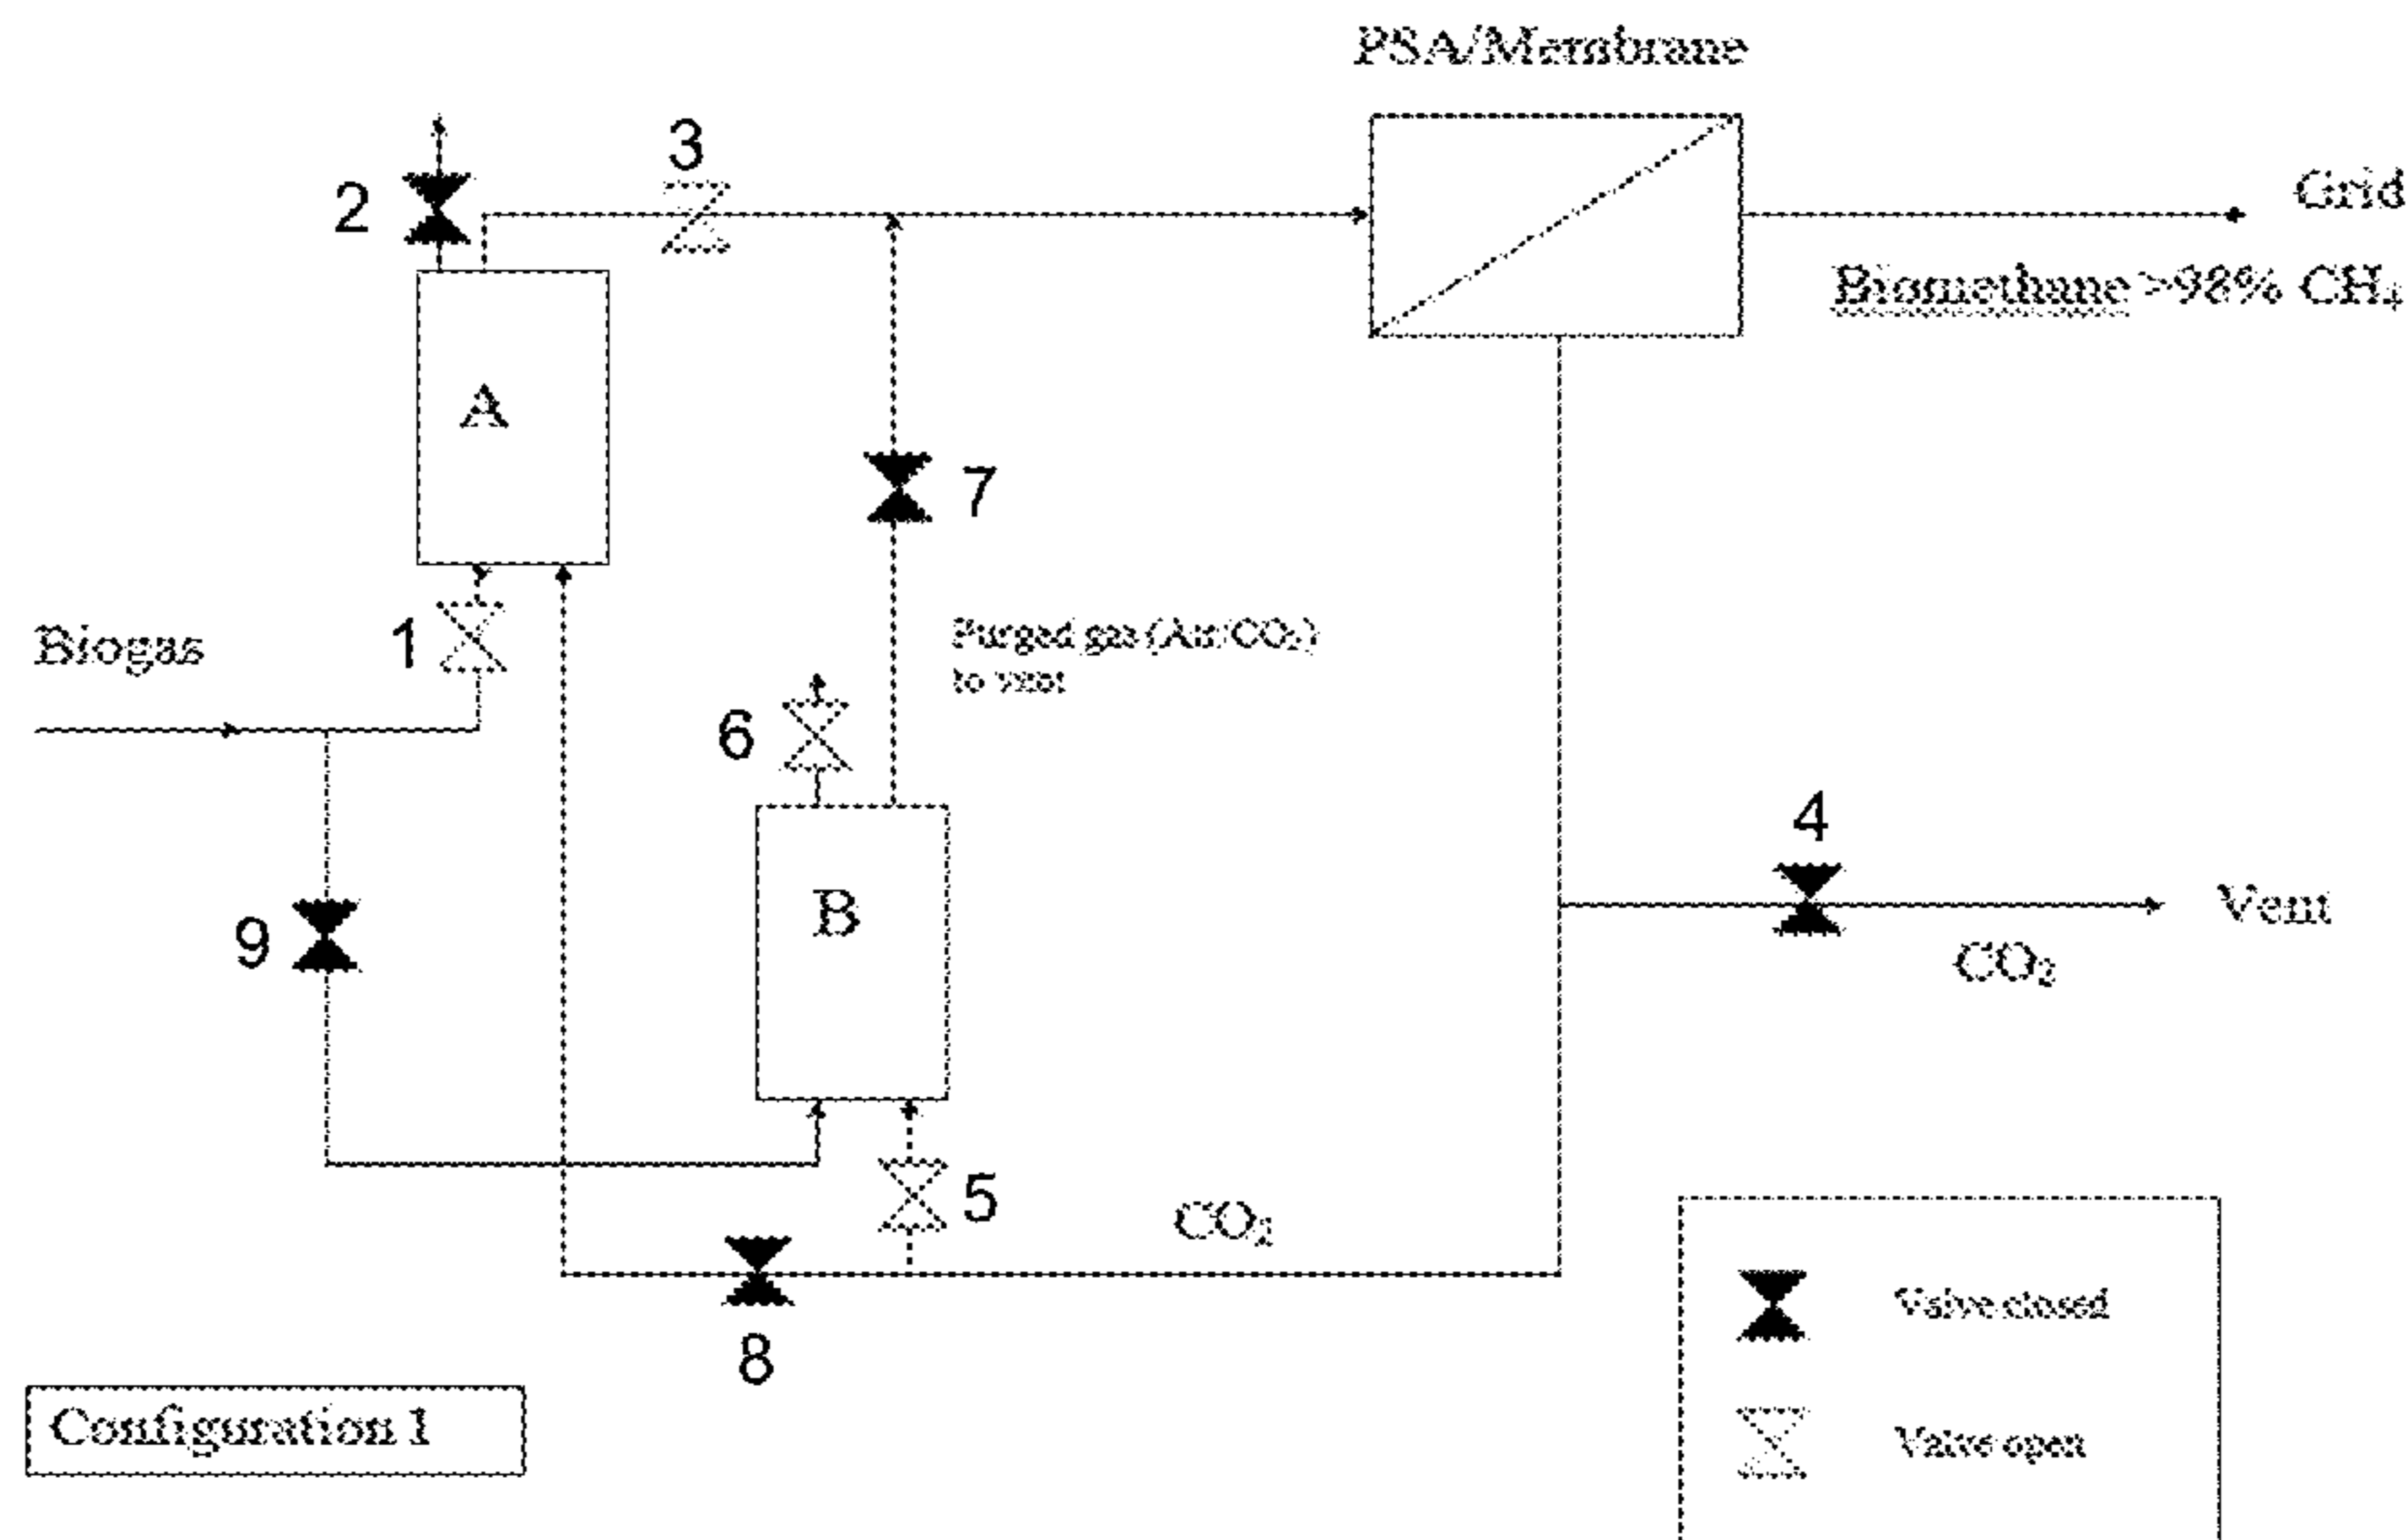 PSA/Membrane
3
2
Grid
Biomethane >98% CH₄
A
7
1
Biogas
Purged gas (Air/CO₂)
to vent
6
4
B
Vent
9
CO₂
5
CO₂
8
Valve closed
Configuration 1
Valve open